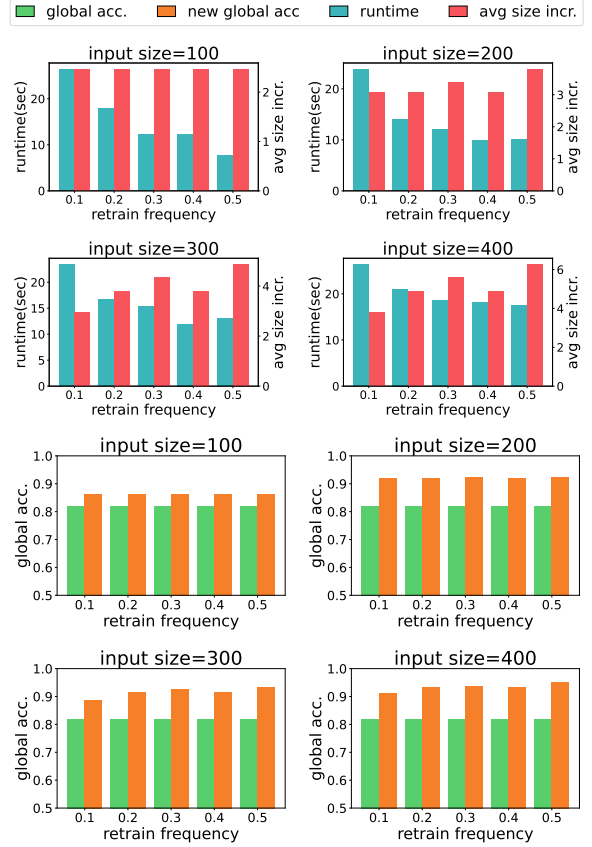 global acc. new global acc runtime avg size incr.
input size=100 input size=200
runtime(sec) 20 10 0 2 1 0 avg size incr. runtime(sec) 20 10 0 3 2 1 0 avg size incr.
0.1 0.2 0.3 0.4 0.5 0.1 0.2 0.3 0.4 0.5
retrain frequency retrain frequency
input size=300 input size=400
runtime(sec) 20 15 10 5 0 4 2 0 avg size incr. runtime(sec) 20 10 0 6 4 2 0 avg size incr.
0.1 0.2 0.3 0.4 0.5 0.1 0.2 0.3 0.4 0.5
retrain frequency retrain frequency
input size=100 input size=200
global acc. 1.0 0.9 0.8 0.7 0.6 0.5 global acc. 1.0 0.9 0.8 0.7 0.6 0.5
0.1 0.2 0.3 0.4 0.5 0.1 0.2 0.3 0.4 0.5
retrain frequency retrain frequency
input size=300 input size=400
global acc. 1.0 0.9 0.8 0.7 0.6 0.5 global acc. 1.0 0.9 0.8 0.7 0.6 0.5
0.1 0.2 0.3 0.4 0.5 0.1 0.2 0.3 0.4 0.5
retrain frequency retrain frequency